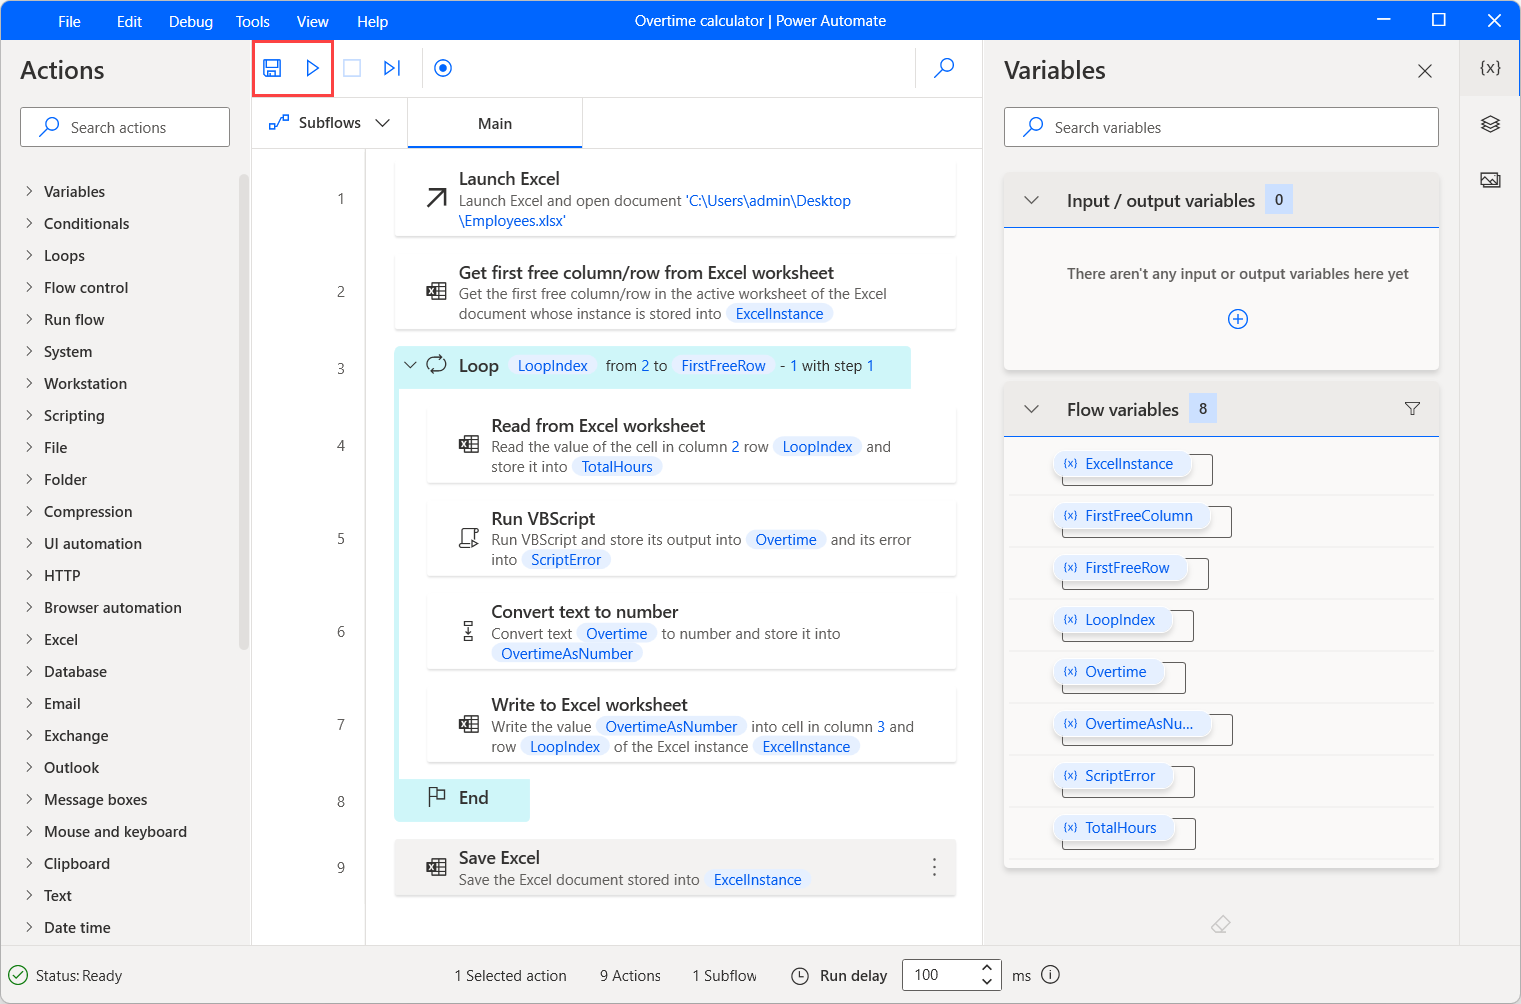 File Edit Debug Tools View Help Overtime calculator | Power Automate
Actions
Search actions
Variables
Conditionals
Loops
Flow control
Run flow
System
Workstation
Scripting
File
Folder
Compression
UI automation
HTTP
Browser automation
Excel
Database
Email
Exchange
Outlook
Message boxes
Mouse and keyboard
Clipboard
Text
Date time
Subflows Main
1 Launch Excel
Launch Excel and open document 'C:\Users\admin\Desktop
\Employees.xlsx'
2 Get first free column/row from Excel worksheet
Get the first free column/row in the active worksheet of the Excel
document whose instance is stored into ExcelInstance
3 Loop LoopIndex from 2 to FirstFreeRow - 1 with step 1
4 Read from Excel worksheet
Read the value of the cell in column 2 row LoopIndex and
store it into TotalHours
5 Run VBScript
Run VBScript and store its output into Overtime and its error
into ScriptError
6 Convert text to number
Convert text Overtime to number and store it into
OvertimeAsNumber
7 Write to Excel worksheet
Write the value OvertimeAsNumber into cell in column 3 and
row LoopIndex of the Excel instance ExcelInstance
8 End
9 Save Excel
Save the Excel document stored into ExcelInstance
Variables
{x}
Search variables
Input / output variables 0
There aren't any input or output variables here yet
Flow variables 8
{x} ExcelInstance
{x} FirstFreeColumn
{x} FirstFreeRow
{x} LoopIndex
{x} Overtime
{x} OvertimeAsNu...
{x} ScriptError
{x} TotalHours
Status: Ready 1 Selected action 9 Actions 1 Subflow Run delay 100 ms